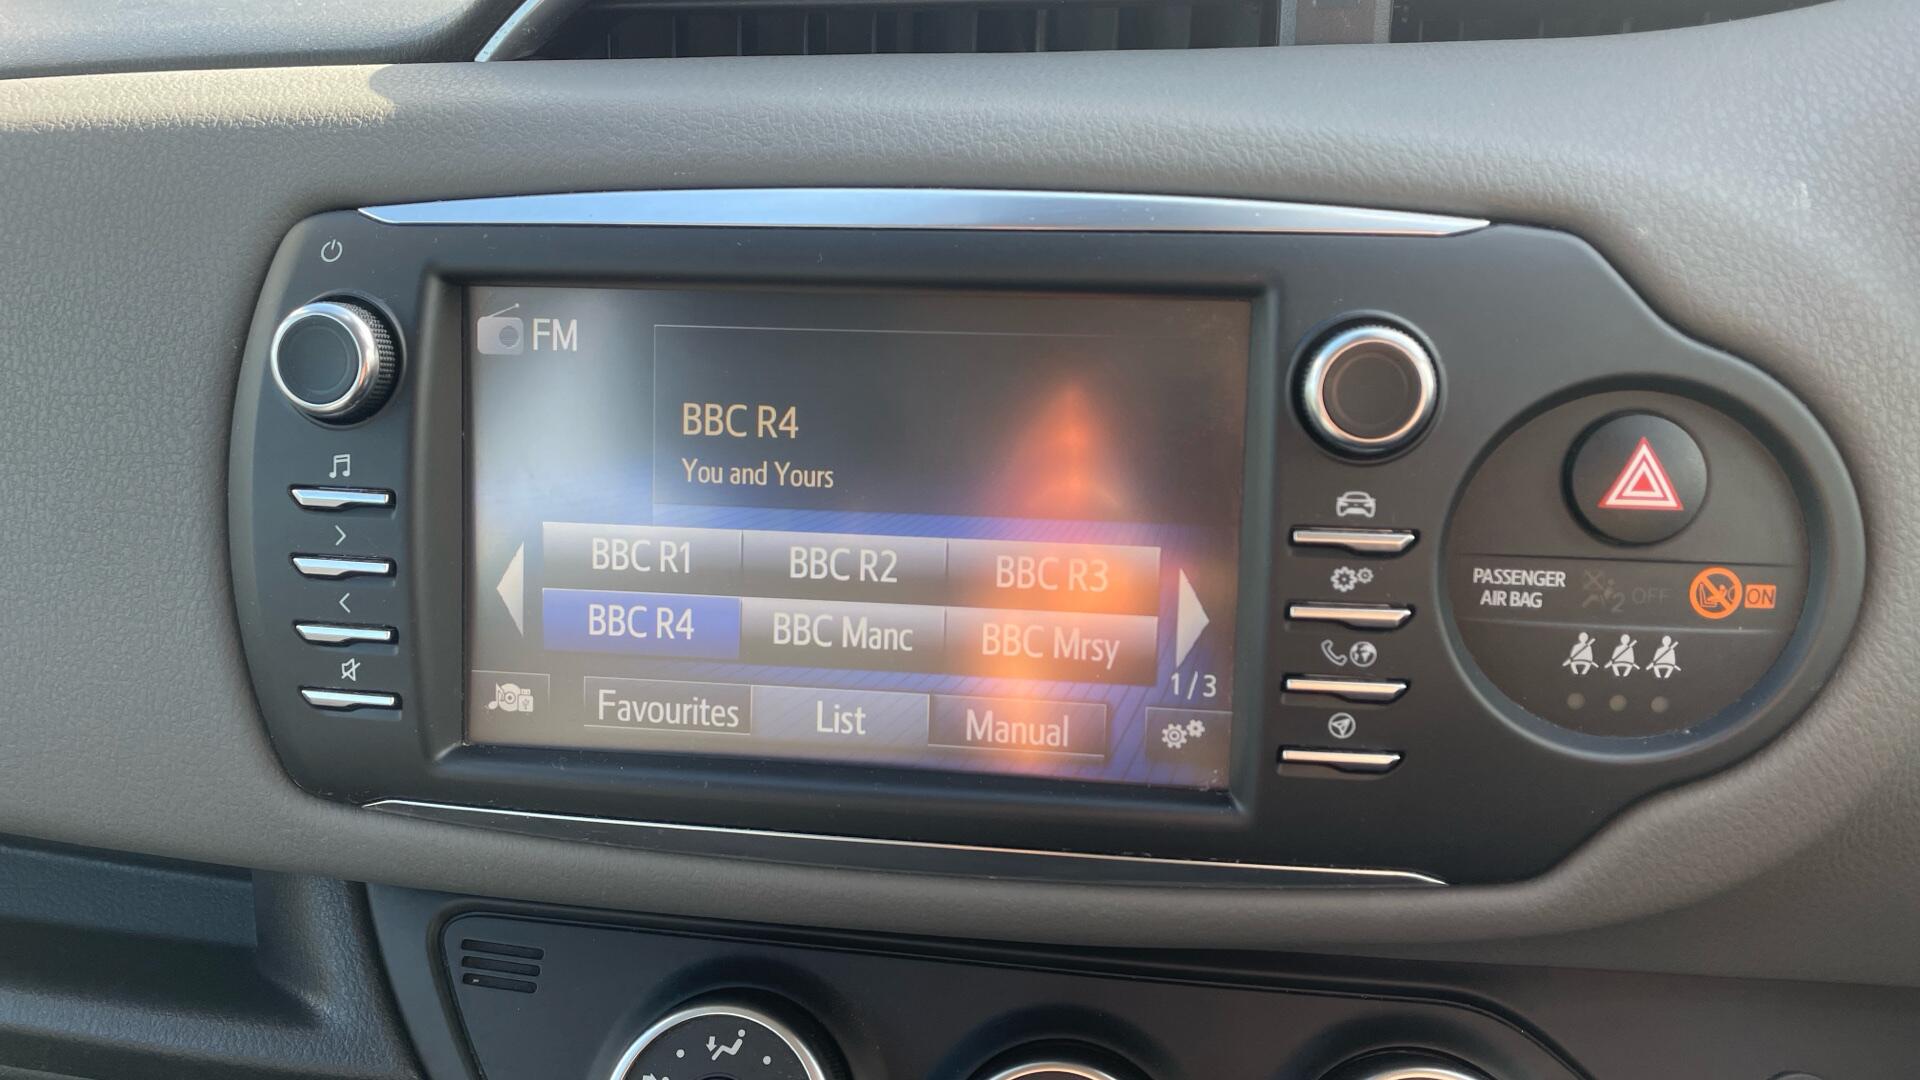 FM
BBC R4
You and Yours
BBC R1 BBC R2 BBC R3
BBC R4 BBC Manc BBC Mrsy
1/3
Favourites List Manual
PASSENGER
AIR BAG
2 OFF
ON